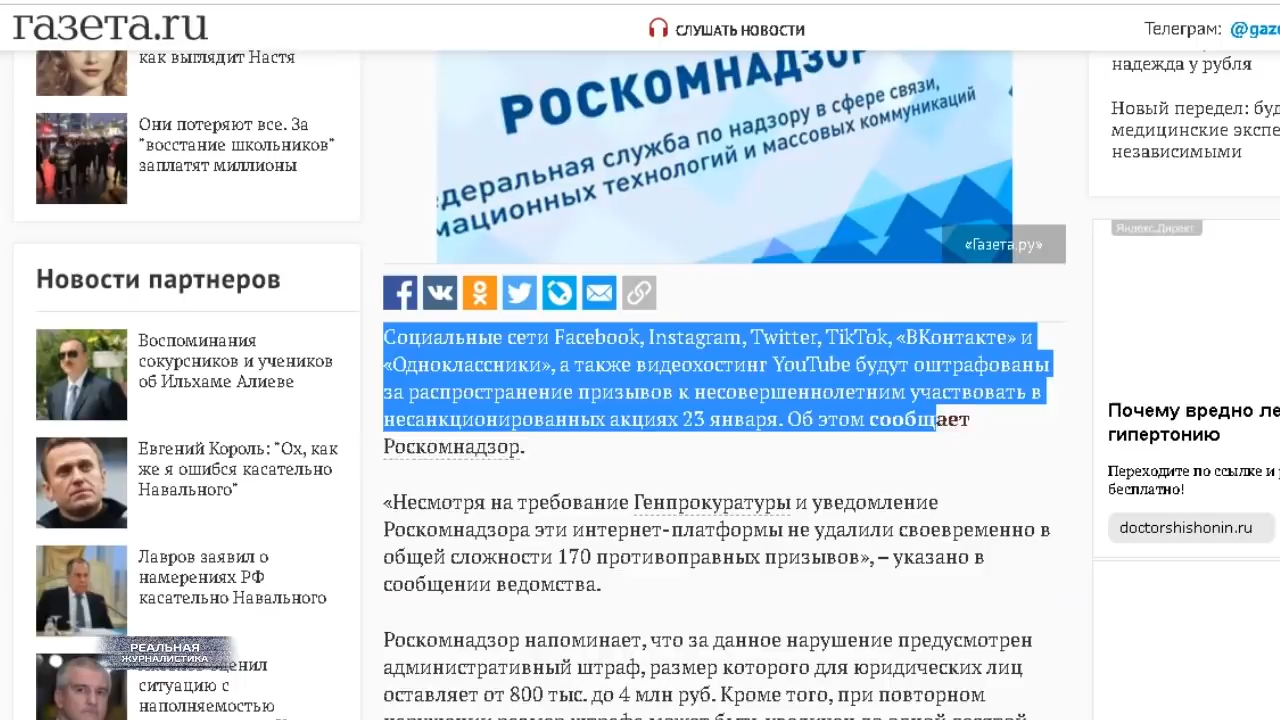 газета.ru
СЛУШАТЬ НОВОСТИ
Телеграм: @gaz
как выглядит Настя
Они потеряют все. За
"восстание школьников"
заплатят миллионы
Новости партнеров
Воспоминания
сокурсников и учеников
об Ильхаме Алиеве
Евгений Король: "Ох, как
же я ошибся касательно
Навального"
Лавров заявил о
намерениях РФ
касательно Навального
РЕАЛЬНАЯ
ЖУРНАЛИСТИКА
ситуацию с
наполняемостью
РОСКОМНАДЗОР
деральная служба по надзору в сфере связи,
мационных технологий и массовых коммуникаций
«Газета.ру»
Социальные сети Facebook, Instagram, Twitter, TikTok, «ВКонтакте» и
«Одноклассники», а также видеохостинг YouTube будут оштрафованы
за распространение призывов к несовершеннолетним участвовать в
несанкционированных акциях 23 января. Об этом сообщает
Роскомнадзор.
«Несмотря на требование Генпрокуратуры и уведомление
Роскомнадзора эти интернет-платформы не удалили своевременно в
общей сложности 170 противоправных призывов», – указано в
сообщении ведомства.
Роскомнадзор напоминает, что за данное нарушение предусмотрен
административный штраф, размер которого для юридических лиц
оставляет от 800 тыс. до 4 млн руб. Кроме того, при повторном
надежда у рубля
Новый передел: буд
медицинские экспе
независимыми
Яндекс.Директ
Почему вредно ле
гипертонию
Переходите по ссылке и
бесплатно!
doctorshishonin.ru